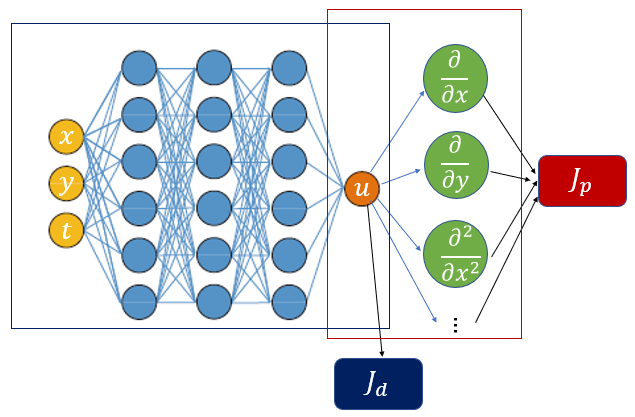 x
y
t
u
∂/∂x
∂/∂y
∂²/∂x²
⋮
J_p
J_d